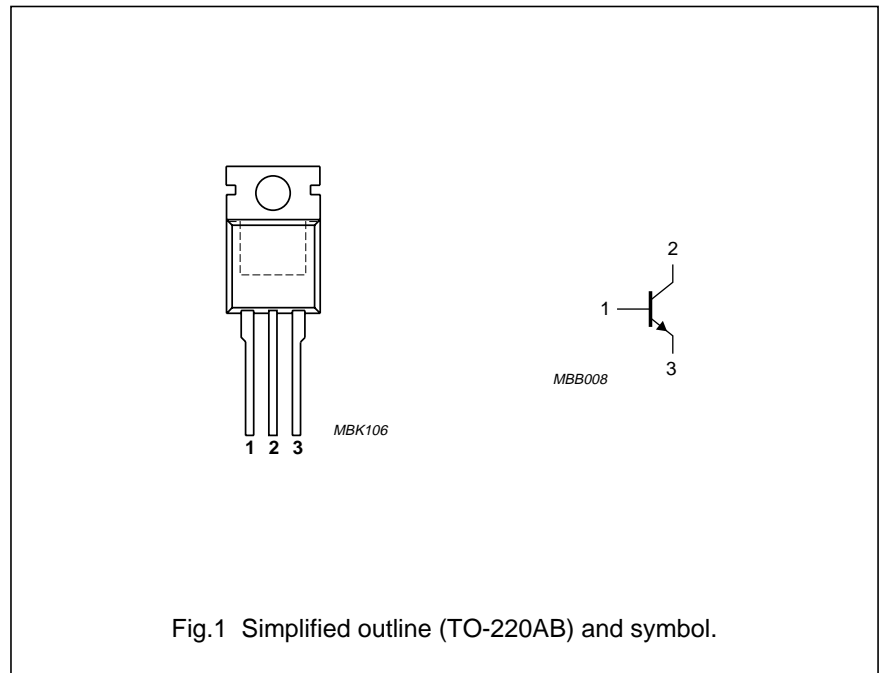 2
1
3
MBB008
MBK106
1 2 3
Fig.1 Simplified outline (TO-220AB) and symbol.